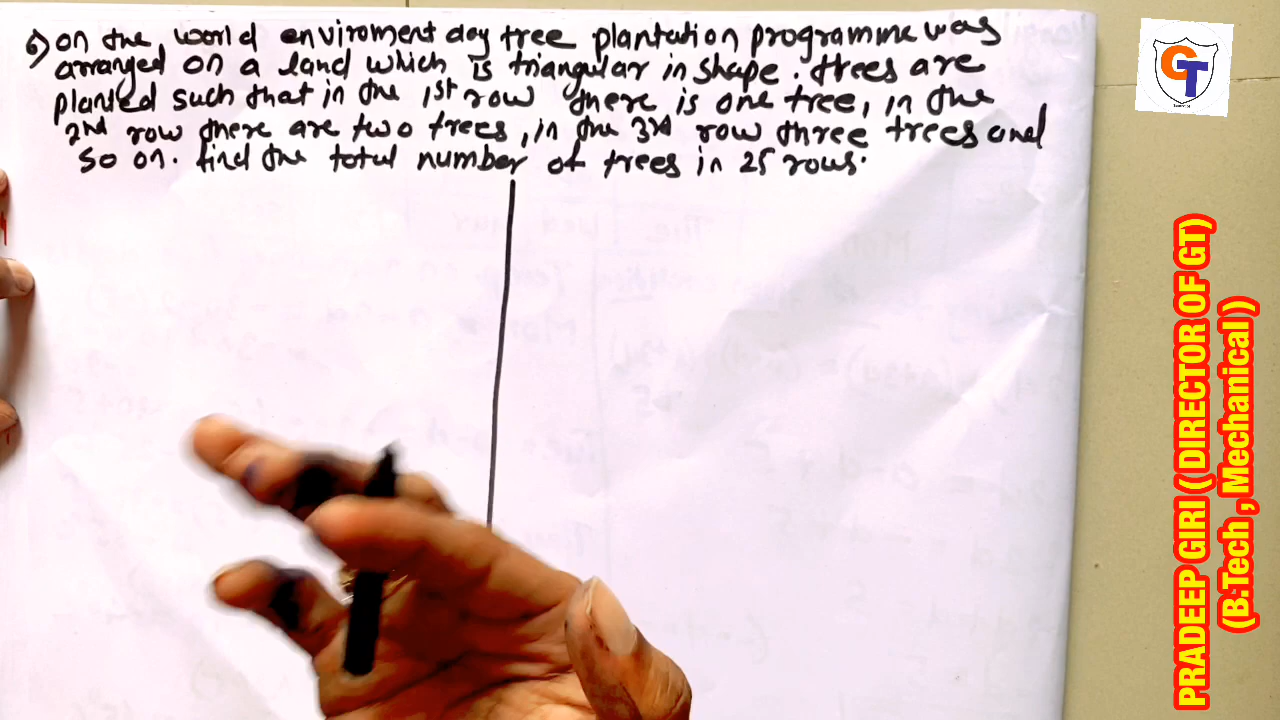 6) on the world enviroment day tree plantation programme was
arranged on a land which is triangular in shape. trees are
planted such that in the 1st row there is one tree, in the
2nd row there are two trees, in the 3rd row three trees and
so on. find the total number of trees in 25 rows.
GT
PRADEEP GIRI (( DIRECTOR OF GT)
(B.Tech , Mechanical )